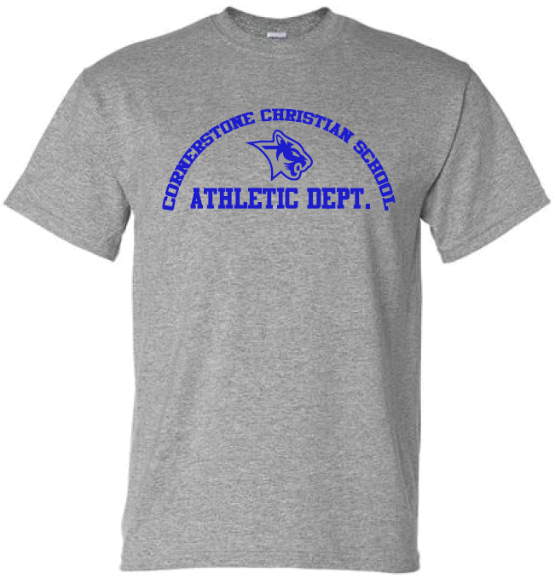 CORNERSTONE CHRISTIAN SCHOOL
ATHLETIC DEPT.